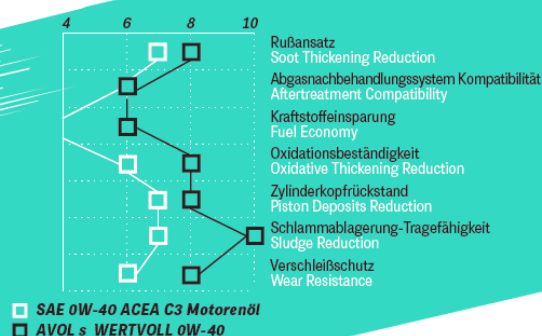 4 6 8 10
Rußansatz
Soot Thickening Reduction
Abgasnachbehandlungssystem Kompatibilität
Aftertreatment Compatibility
Kraftstoffeinsparung
Fuel Economy
Oxidationsbeständigkeit
Oxidative Thickening Reduction
Zylinderkopfrückstand
Piston Deposits Reduction
Schlammablagerung-Tragefähigkeit
Sludge Reduction
Verschleißschutz
Wear Resistance
SAE 0W-40 ACEA C3 Motorenöl
AVOL s WERTVOLL 0W-40